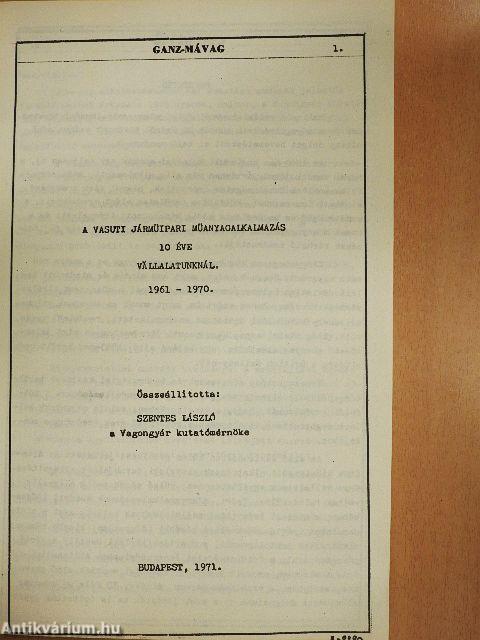 GANZ-MÁVAG 1.
A VASUTI JÁRMŰIPARI MŰANYAGALKALMAZÁS
10 ÉVE
VÁLLALATUNKNÁL.
1961 - 1970.
Összeállitotta:
SZENTES LÁSZLÓ
a Vagongyár kutatómérnöke
BUDAPEST, 1971.
Antikvárium.hu